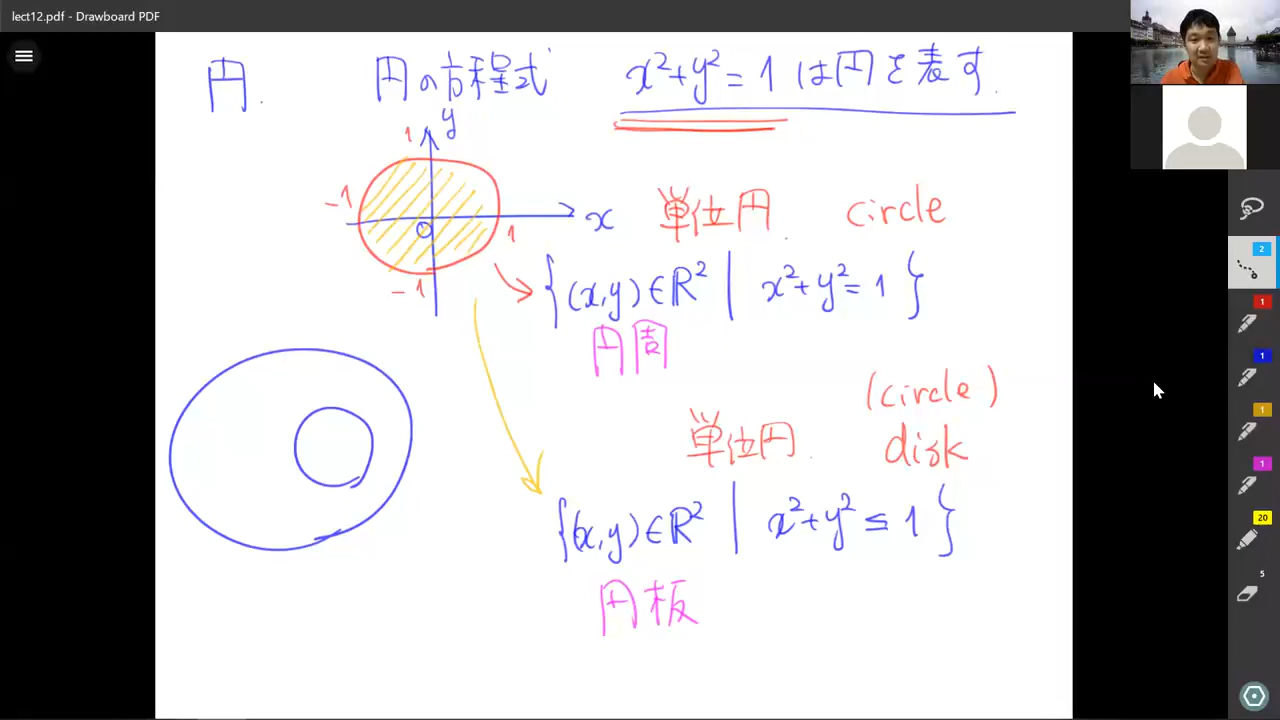 lect12.pdf - Drawboard PDF
円. 円の方程式 x²+y²=1は円を表す.
y
1
-1
O
x
1
-1
単位円. circle
{(x,y)∈ℝ² | x²+y²=1}
円周
(circle)
単位円. disk
{(x,y)∈ℝ² | x²+y²≦1}
円板
2
1
1
1
1
20
5